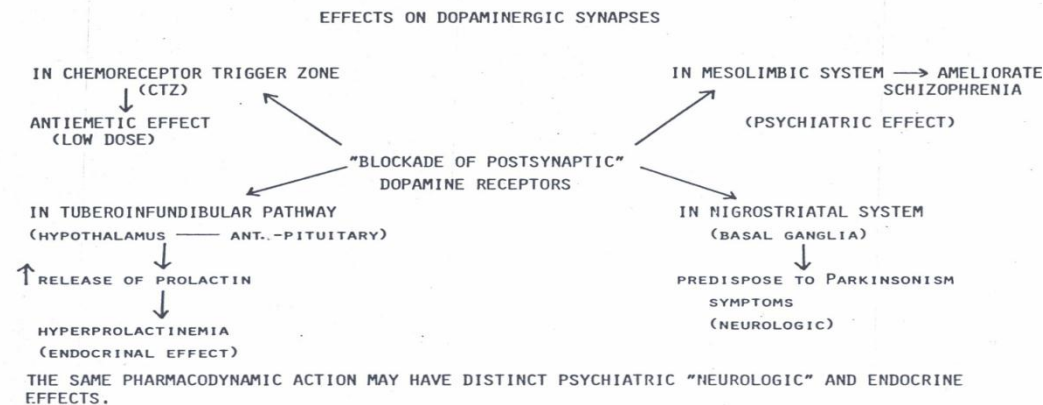 EFFECTS ON DOPAMINERGIC SYNAPSES
IN CHEMORECEPTOR TRIGGER ZONE
(CTZ)
ANTIEMETIC EFFECT
(LOW DOSE)
IN MESOLIMBIC SYSTEM → AMELIORATE
SCHIZOPHRENIA
(PSYCHIATRIC EFFECT)
"BLOCKADE OF POSTSYNAPTIC"
DOPAMINE RECEPTORS
IN TUBEROINFUNDIBULAR PATHWAY
(HYPOTHALAMUS — ANT.-PITUITARY)
↑ RELEASE OF PROLACTIN
HYPERPROLACTINEMIA
(ENDOCRINAL EFFECT)
IN NIGROSTRIATAL SYSTEM
(BASAL GANGLIA)
PREDISPOSE TO PARKINSONISM
SYMPTOMS
(NEUROLOGIC)
THE SAME PHARMACODYNAMIC ACTION MAY HAVE DISTINCT PSYCHIATRIC "NEUROLOGIC" AND ENDOCRINE
EFFECTS.